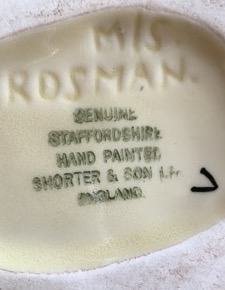 M/S
ROSMAN.
GENUINE
STAFFORDSHIRE
HAND PAINTED
SHORTER & SON LTD.
ENGLAND.